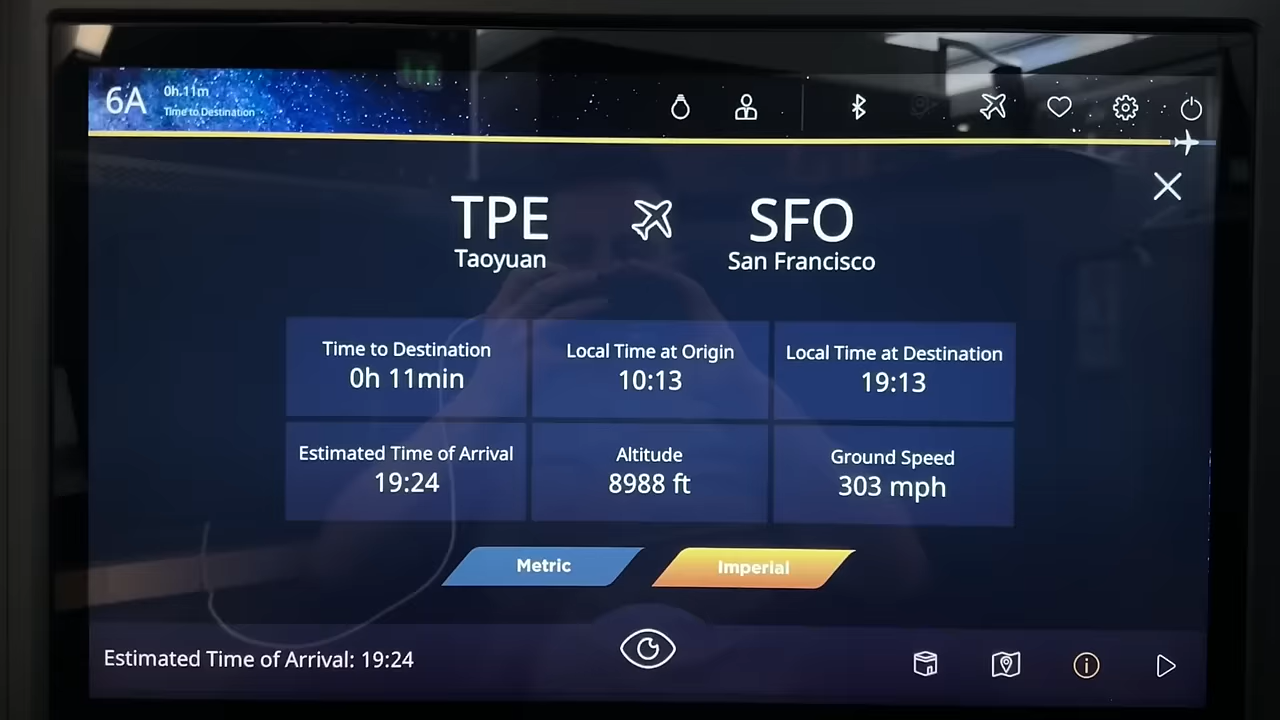 6A
0h 11m
Time to Destination
TPE
Taoyuan
SFO
San Francisco
Time to Destination
0h 11min
Local Time at Origin
10:13
Local Time at Destination
19:13
Estimated Time of Arrival
19:24
Altitude
8988 ft
Ground Speed
303 mph
Metric
Imperial
Estimated Time of Arrival: 19:24